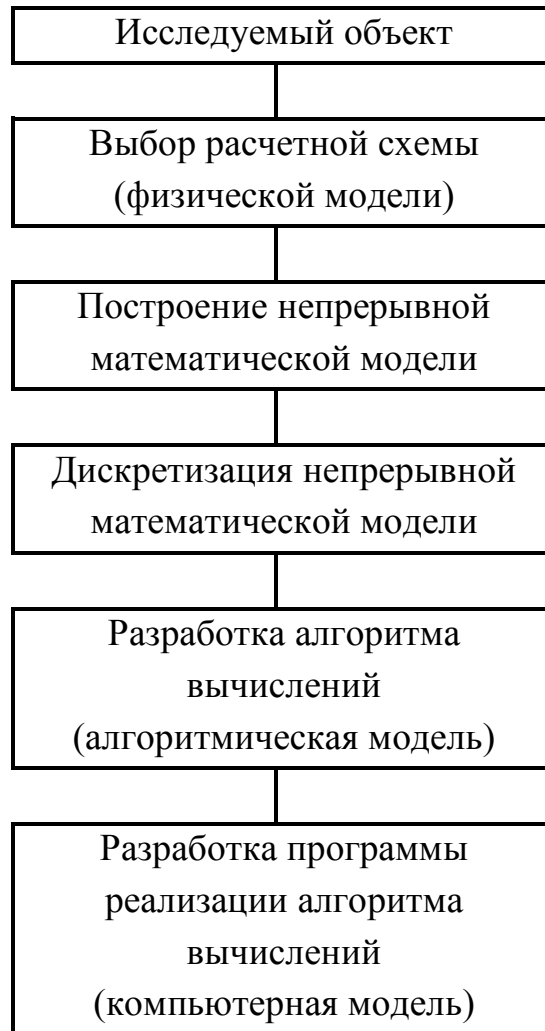 Исследуемый объект
Выбор расчетной схемы
(физической модели)
Построение непрерывной
математической модели
Дискретизация непрерывной
математической модели
Разработка алгоритма
вычислений
(алгоритмическая модель)
Разработка программы
реализации алгоритма
вычислений
(компьютерная модель)